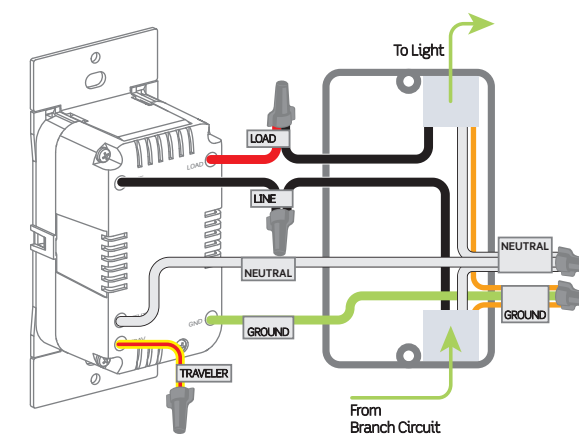 To Light
LOAD
LOAD
LINE
NEUTRAL
NEUTRAL
GND
GROUND
GROUND
TRAVELER
From
Branch Circuit